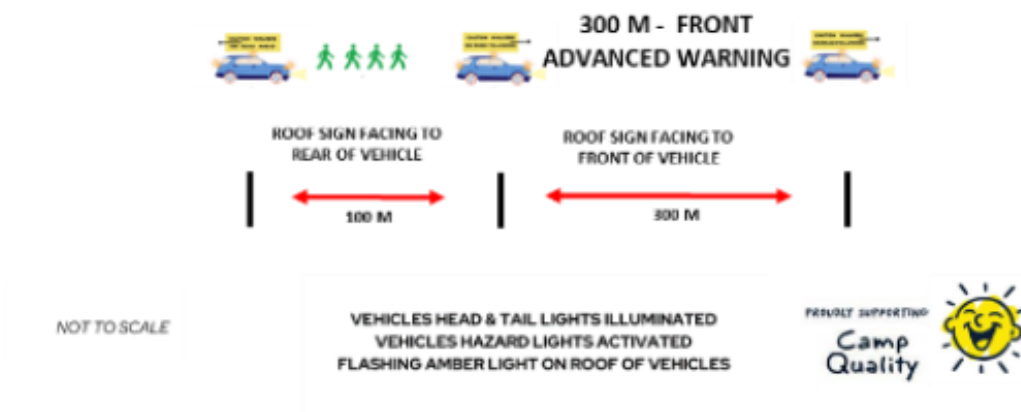 300 M - FRONT
ADVANCED WARNING
ROOF SIGN FACING TO
REAR OF VEHICLE
ROOF SIGN FACING TO
FRONT OF VEHICLE
100 M
300 M
NOT TO SCALE
VEHICLES HEAD & TAIL LIGHTS ILLUMINATED
VEHICLES HAZARD LIGHTS ACTIVATED
FLASHING AMBER LIGHT ON ROOF OF VEHICLES
PROUDLY SUPPORTING
Camp
Quality